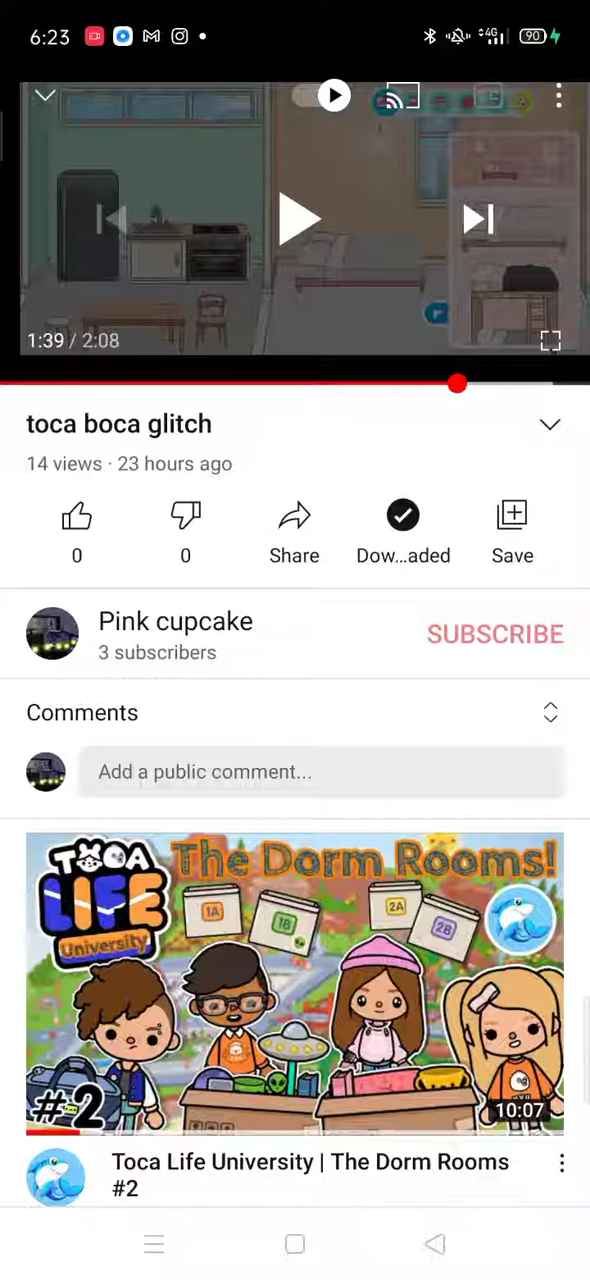 6:23
4G
90
1:39 / 2:08
toca boca glitch
14 views · 23 hours ago
0
0
Share
Dow...aded
Save
Pink cupcake
3 subscribers
SUBSCRIBE
Comments
Add a public comment...
TOCA
LIFE
University
The Dorm Rooms!
1A
1B
2A
2B
#2
10:07
Toca Life University | The Dorm Rooms
#2